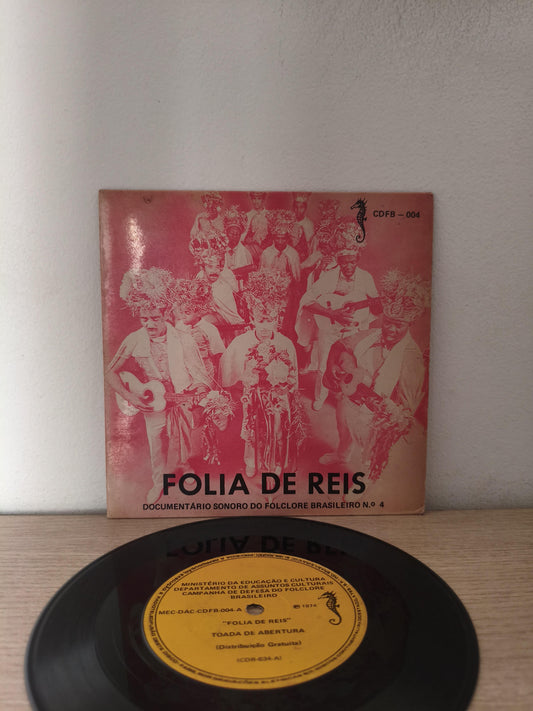 CDFB - 004
FOLIA DE REIS
DOCUMENTÁRIO SONORO DO FOLCLORE BRASILEIRO N.º 4
MINISTÉRIO DA EDUCAÇÃO E CULTURA
DEPARTAMENTO DE ASSUNTOS CULTURAIS
CAMPANHA DE DEFESA DO FOLCLORE
BRASILEIRO
MEC-DAC-CDFB-004-A
℗ 1974
"FOLIA DE REIS"
TOADA DE ABERTURA
(Distribuição Gratuita)
(CDB-634-A)